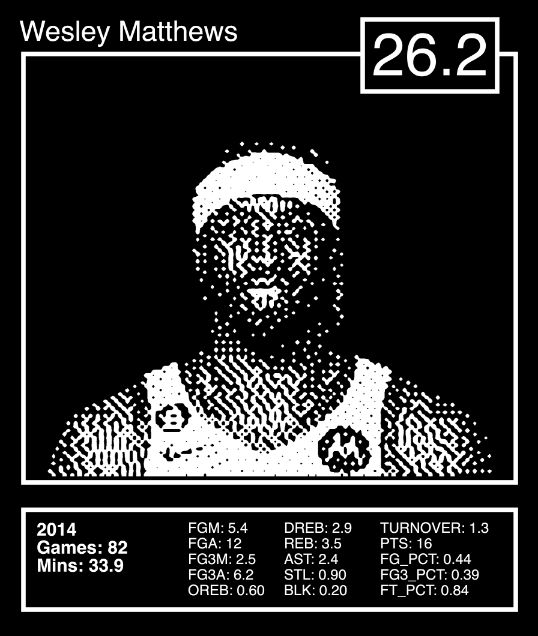 Wesley Matthews
26.2
2014
Games: 82
Mins: 33.9
FGM: 5.4
FGA: 12
FG3M: 2.5
FG3A: 6.2
OREB: 0.60
DREB: 2.9
REB: 3.5
AST: 2.4
STL: 0.90
BLK: 0.20
TURNOVER: 1.3
PTS: 16
FG_PCT: 0.44
FG3_PCT: 0.39
FT_PCT: 0.84